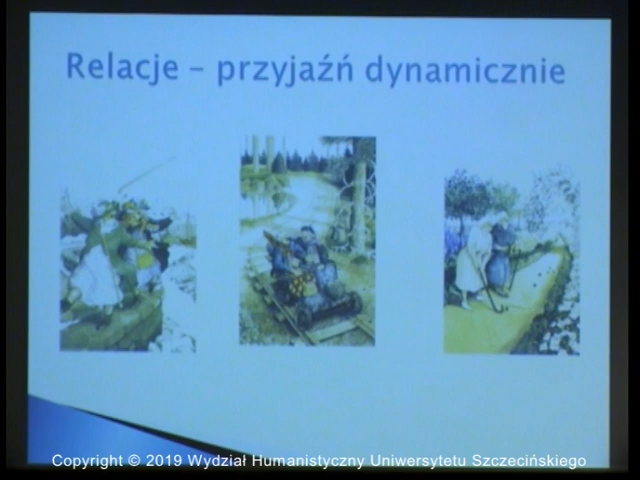 Relacje – przyjaźń dynamicznie
Copyright © 2019 Wydział Humanistyczny Uniwersytetu Szczecińskiego